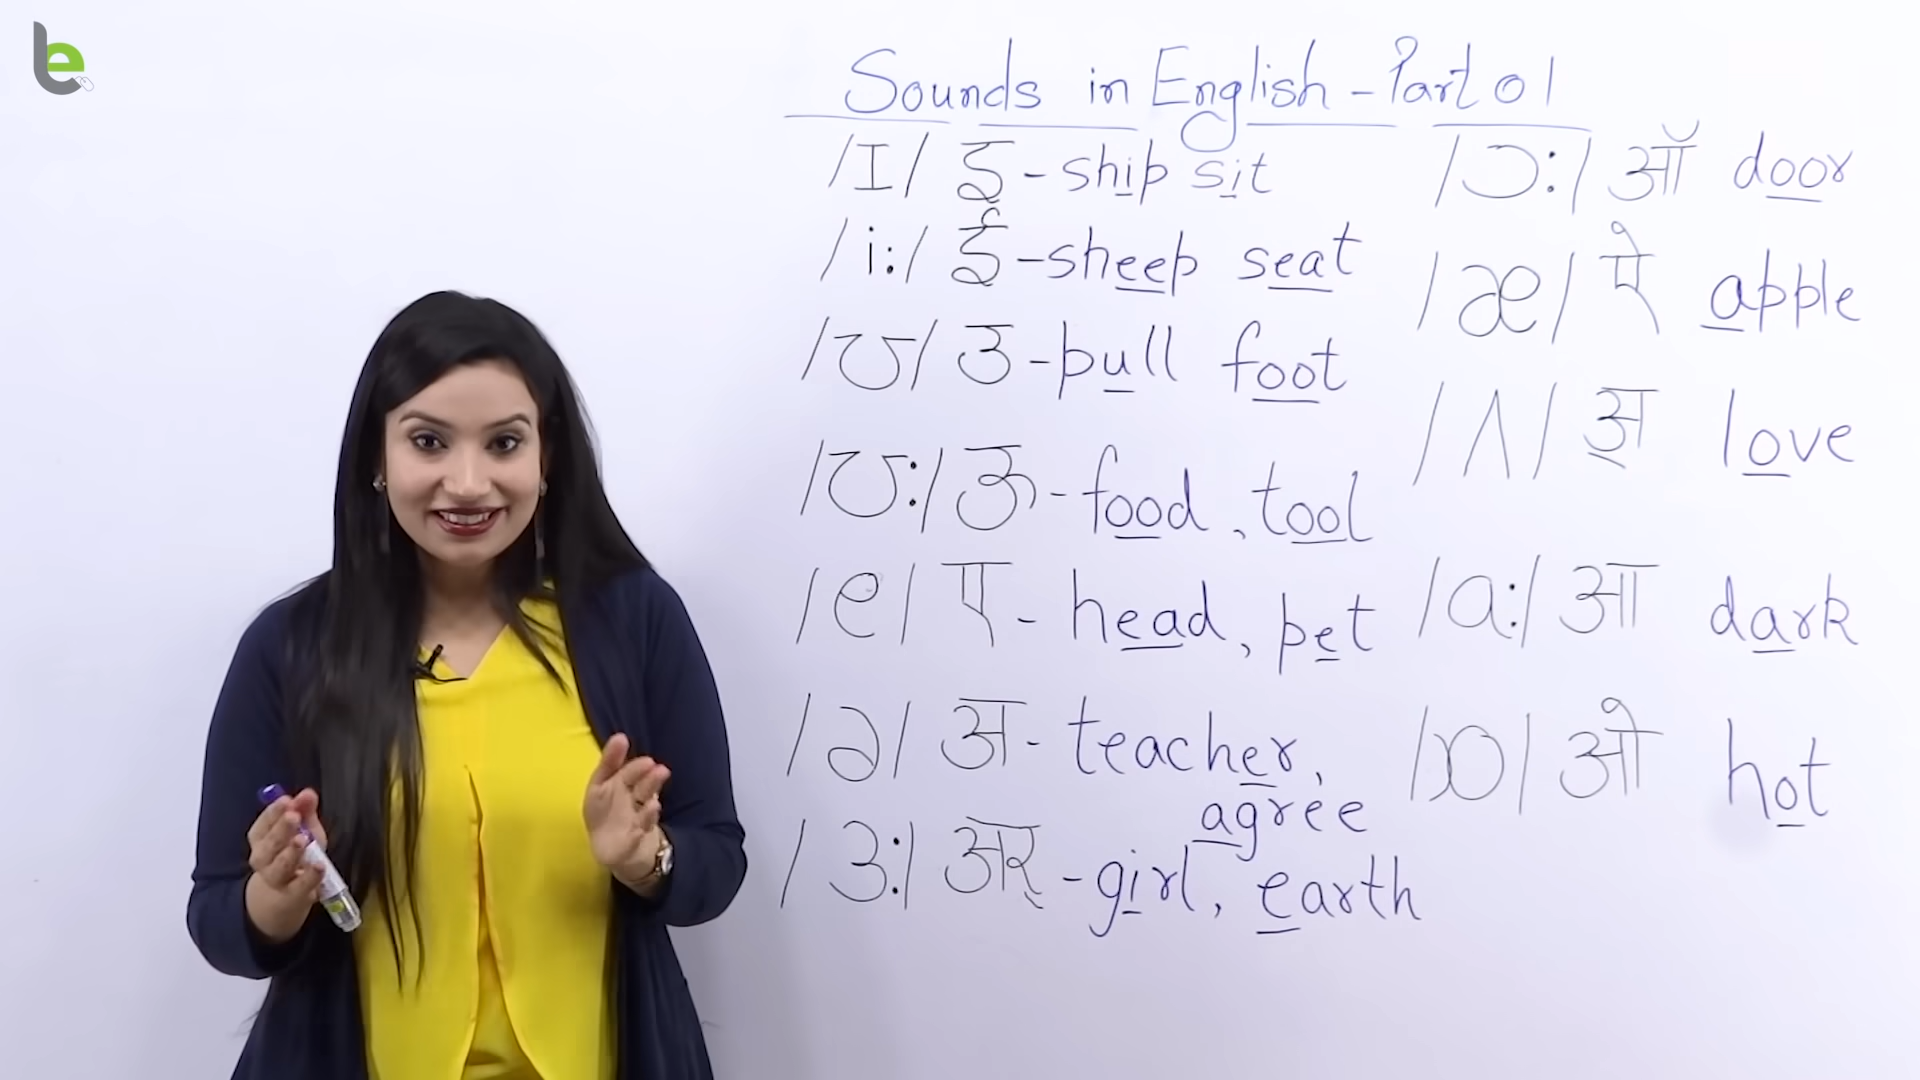 Sounds in English - Part 01
/I/ इ - ship sit
/i:/ ई - sheep seat
/ʊ/ उ - pull foot
/ʊ:/ ऊ - food, tool
/e/ ए - head, pet
/ə/ अ - teacher,
agree
/3:/ अर् - girl, earth
/ɔ:/ ऑ door
/æ/ ऐ apple
/ʌ/ अ love
/a:/ आ dark
/ɒ/ ओ hot
be